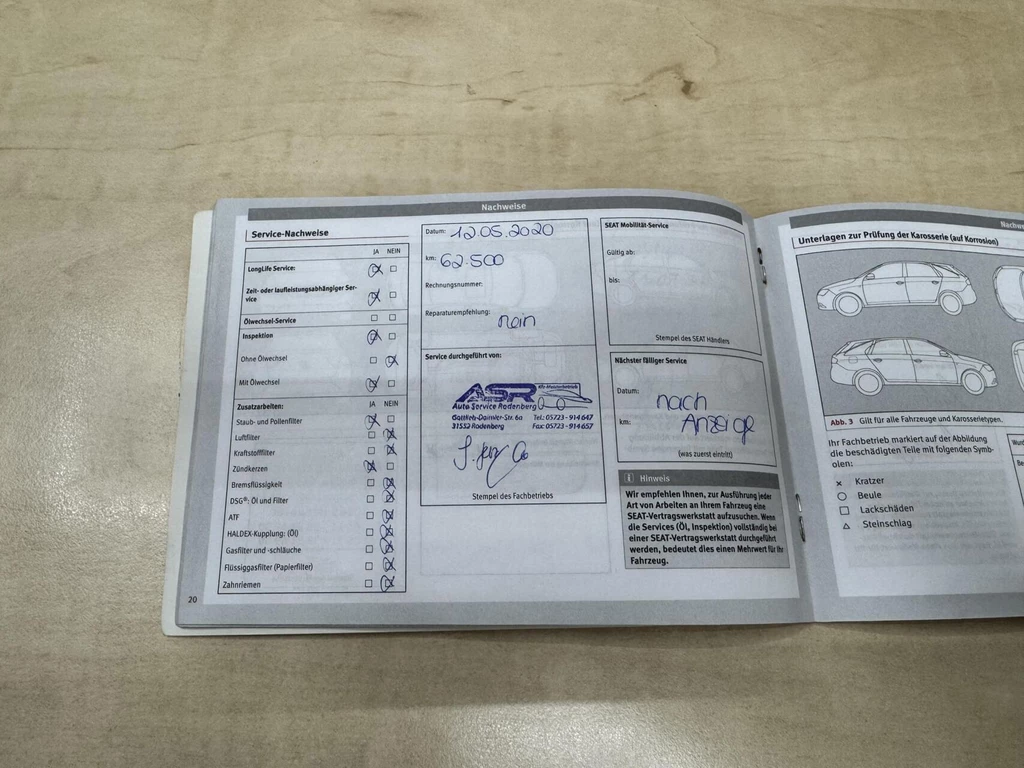 Nachweise
Service-Nachweise
JA NEIN
LongLife Service:
Zeit- oder laufleistungsabhängiger Ser-
vice
Ölwechsel-Service
Inspektion
Ohne Ölwechsel
Mit Ölwechsel
Zusatzarbeiten: JA NEIN
Staub- und Pollenfilter
Luftfilter
Kraftstofffilter
Zündkerzen
Bremsflüssigkeit
DSG®: Öl und Filter
ATF
HALDEX-Kupplung: (Öl)
Gasfilter und -schläuche
Flüssiggasfilter (Papierfilter)
Zahnriemen
20
Datum: 12.05.2020
km: 62.500
Rechnungsnummer:
Reparaturempfehlung:
nein
Service durchgeführt von:
ASR Kfz-Meisterbetrieb
Auto Service Rodenberg
Gottlieb-Daimler-Str. 6a Tel.: 05723 - 914 647
31552 Rodenberg Fax: 05723 - 914 657
Stempel des Fachbetriebs
SEAT Mobilität-Service
Gültig ab:
bis:
Stempel des SEAT Händlers
Nächster fälliger Service
Datum:
nach
km:
Anzeige
(was zuerst eintritt)
i Hinweis
Wir empfehlen Ihnen, zur Ausführung jeder
Art von Arbeiten an Ihrem Fahrzeug eine
SEAT-Vertragswerkstatt aufzusuchen. Wenn
die Services (Öl, Inspektion) vollständig bei
einer SEAT-Vertragswerkstatt durchgeführt
werden, bedeutet dies einen Mehrwert für Ihr
Fahrzeug.
Unterlagen zur Prüfung der Karosserie (auf Korrosion)
Abb. 3 Gilt für alle Fahrzeuge und Karosserietypen.
Ihr Fachbetrieb markiert auf der Abbildung
die beschädigten Teile mit folgenden Symb-
olen:
Kratzer
Beule
Lackschäden
Steinschlag